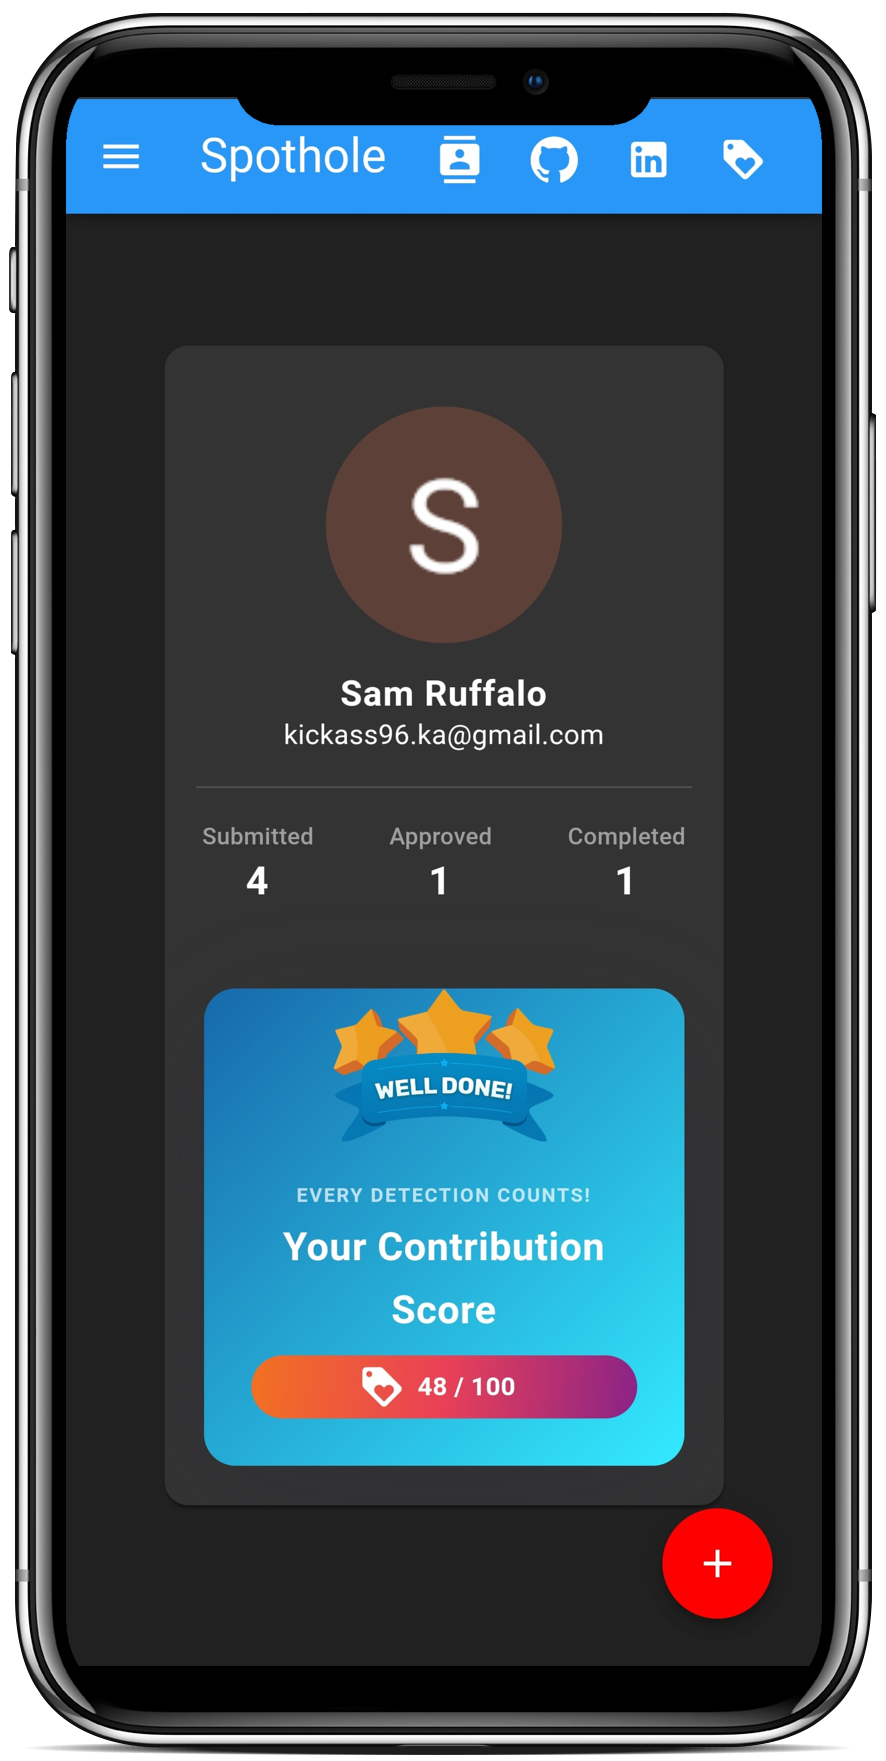 Spothole
in
S
Sam Ruffalo
kickass96.ka@gmail.com
Submitted Approved Completed
4 1 1
WELL DONE!
EVERY DETECTION COUNTS!
Your Contribution
Score
48 / 100
+